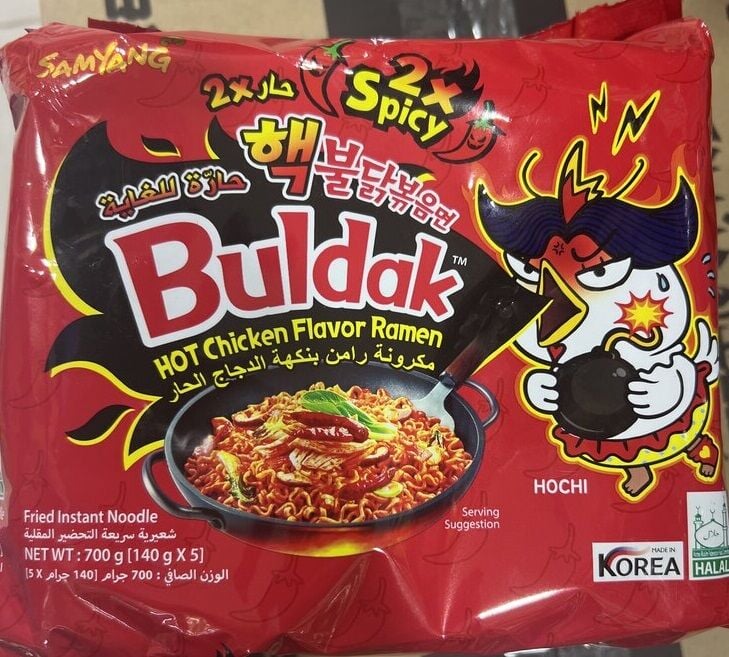 SAMYANG
2x حار
2x
Spicy
حارّة للغاية
핵불닭볶음면
Buldak™
HOT Chicken Flavor Ramen
مكرونة رامن بنكهة الدجاج الحار
HOCHI
Serving
Suggestion
Fried Instant Noodle
شعيرية سريعة التحضير المقلية
NET WT : 700 g [140 g X 5]
الوزن الصافي : 700 جرام [140 جرام X 5]
MADE IN
KOREA
حلال
HALAL